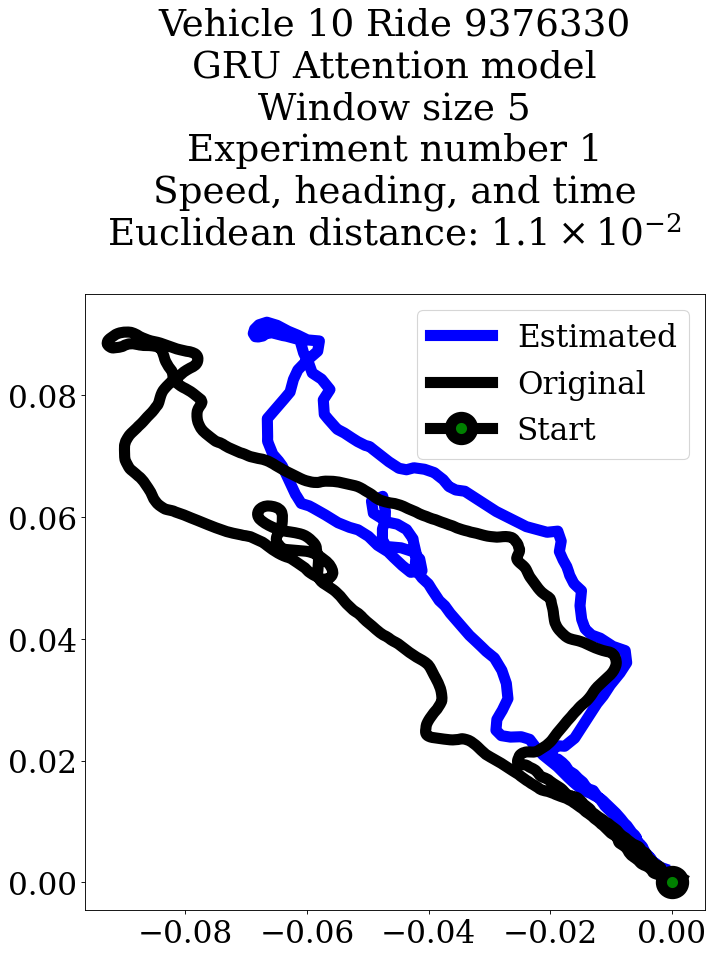 Vehicle 10 Ride 9376330
GRU Attention model
Window size 5
Experiment number 1
Speed, heading, and time
Euclidean distance: 1.1 × 10⁻²
Estimated
Original
Start
0.08
0.06
0.04
0.02
0.00
−0.08 −0.06 −0.04 −0.02 0.00